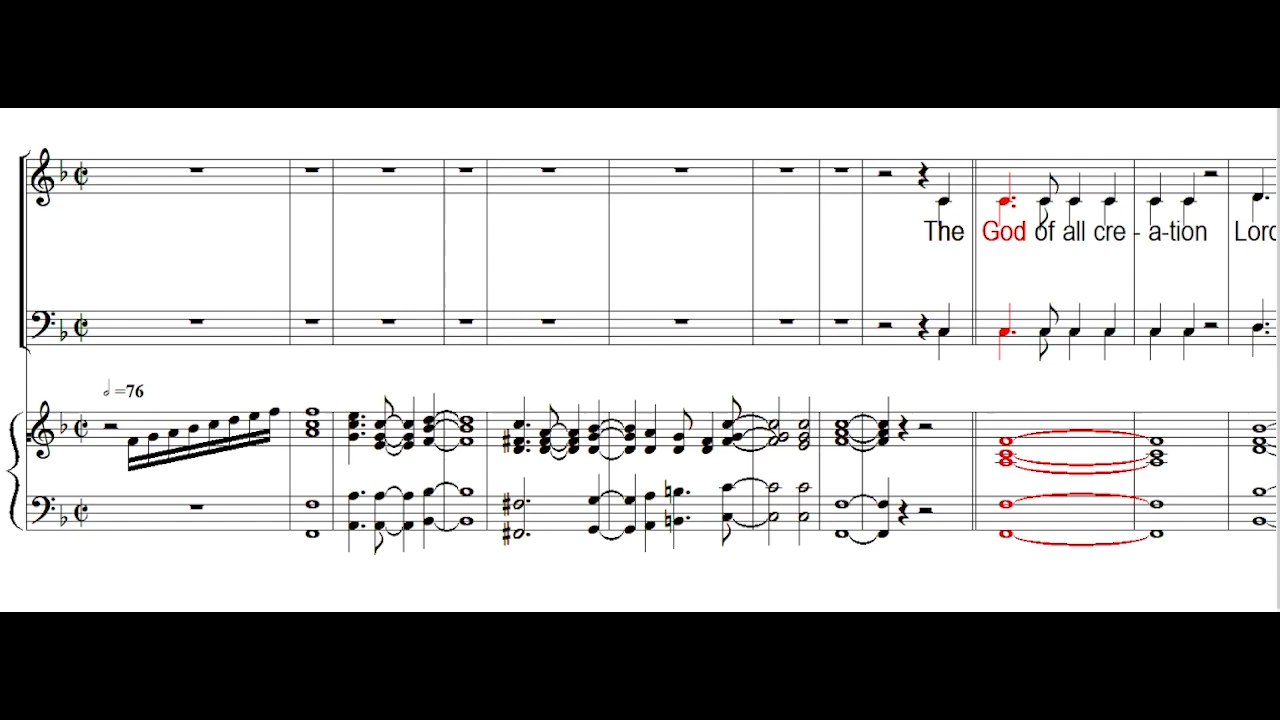 The God of all cre - a-tion
𝅗𝅥 =76